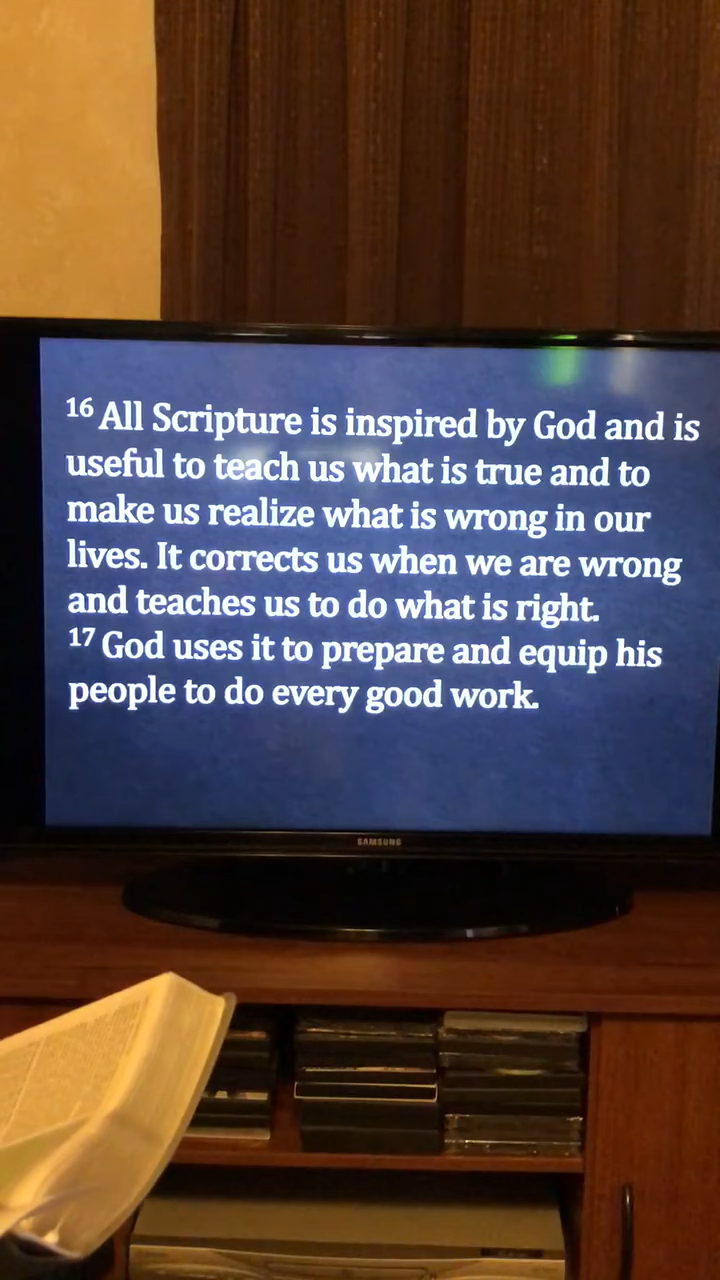 16 All Scripture is inspired by God and is
useful to teach us what is true and to
make us realize what is wrong in our
lives. It corrects us when we are wrong
and teaches us to do what is right.
17 God uses it to prepare and equip his
people to do every good work.
SAMSUNG